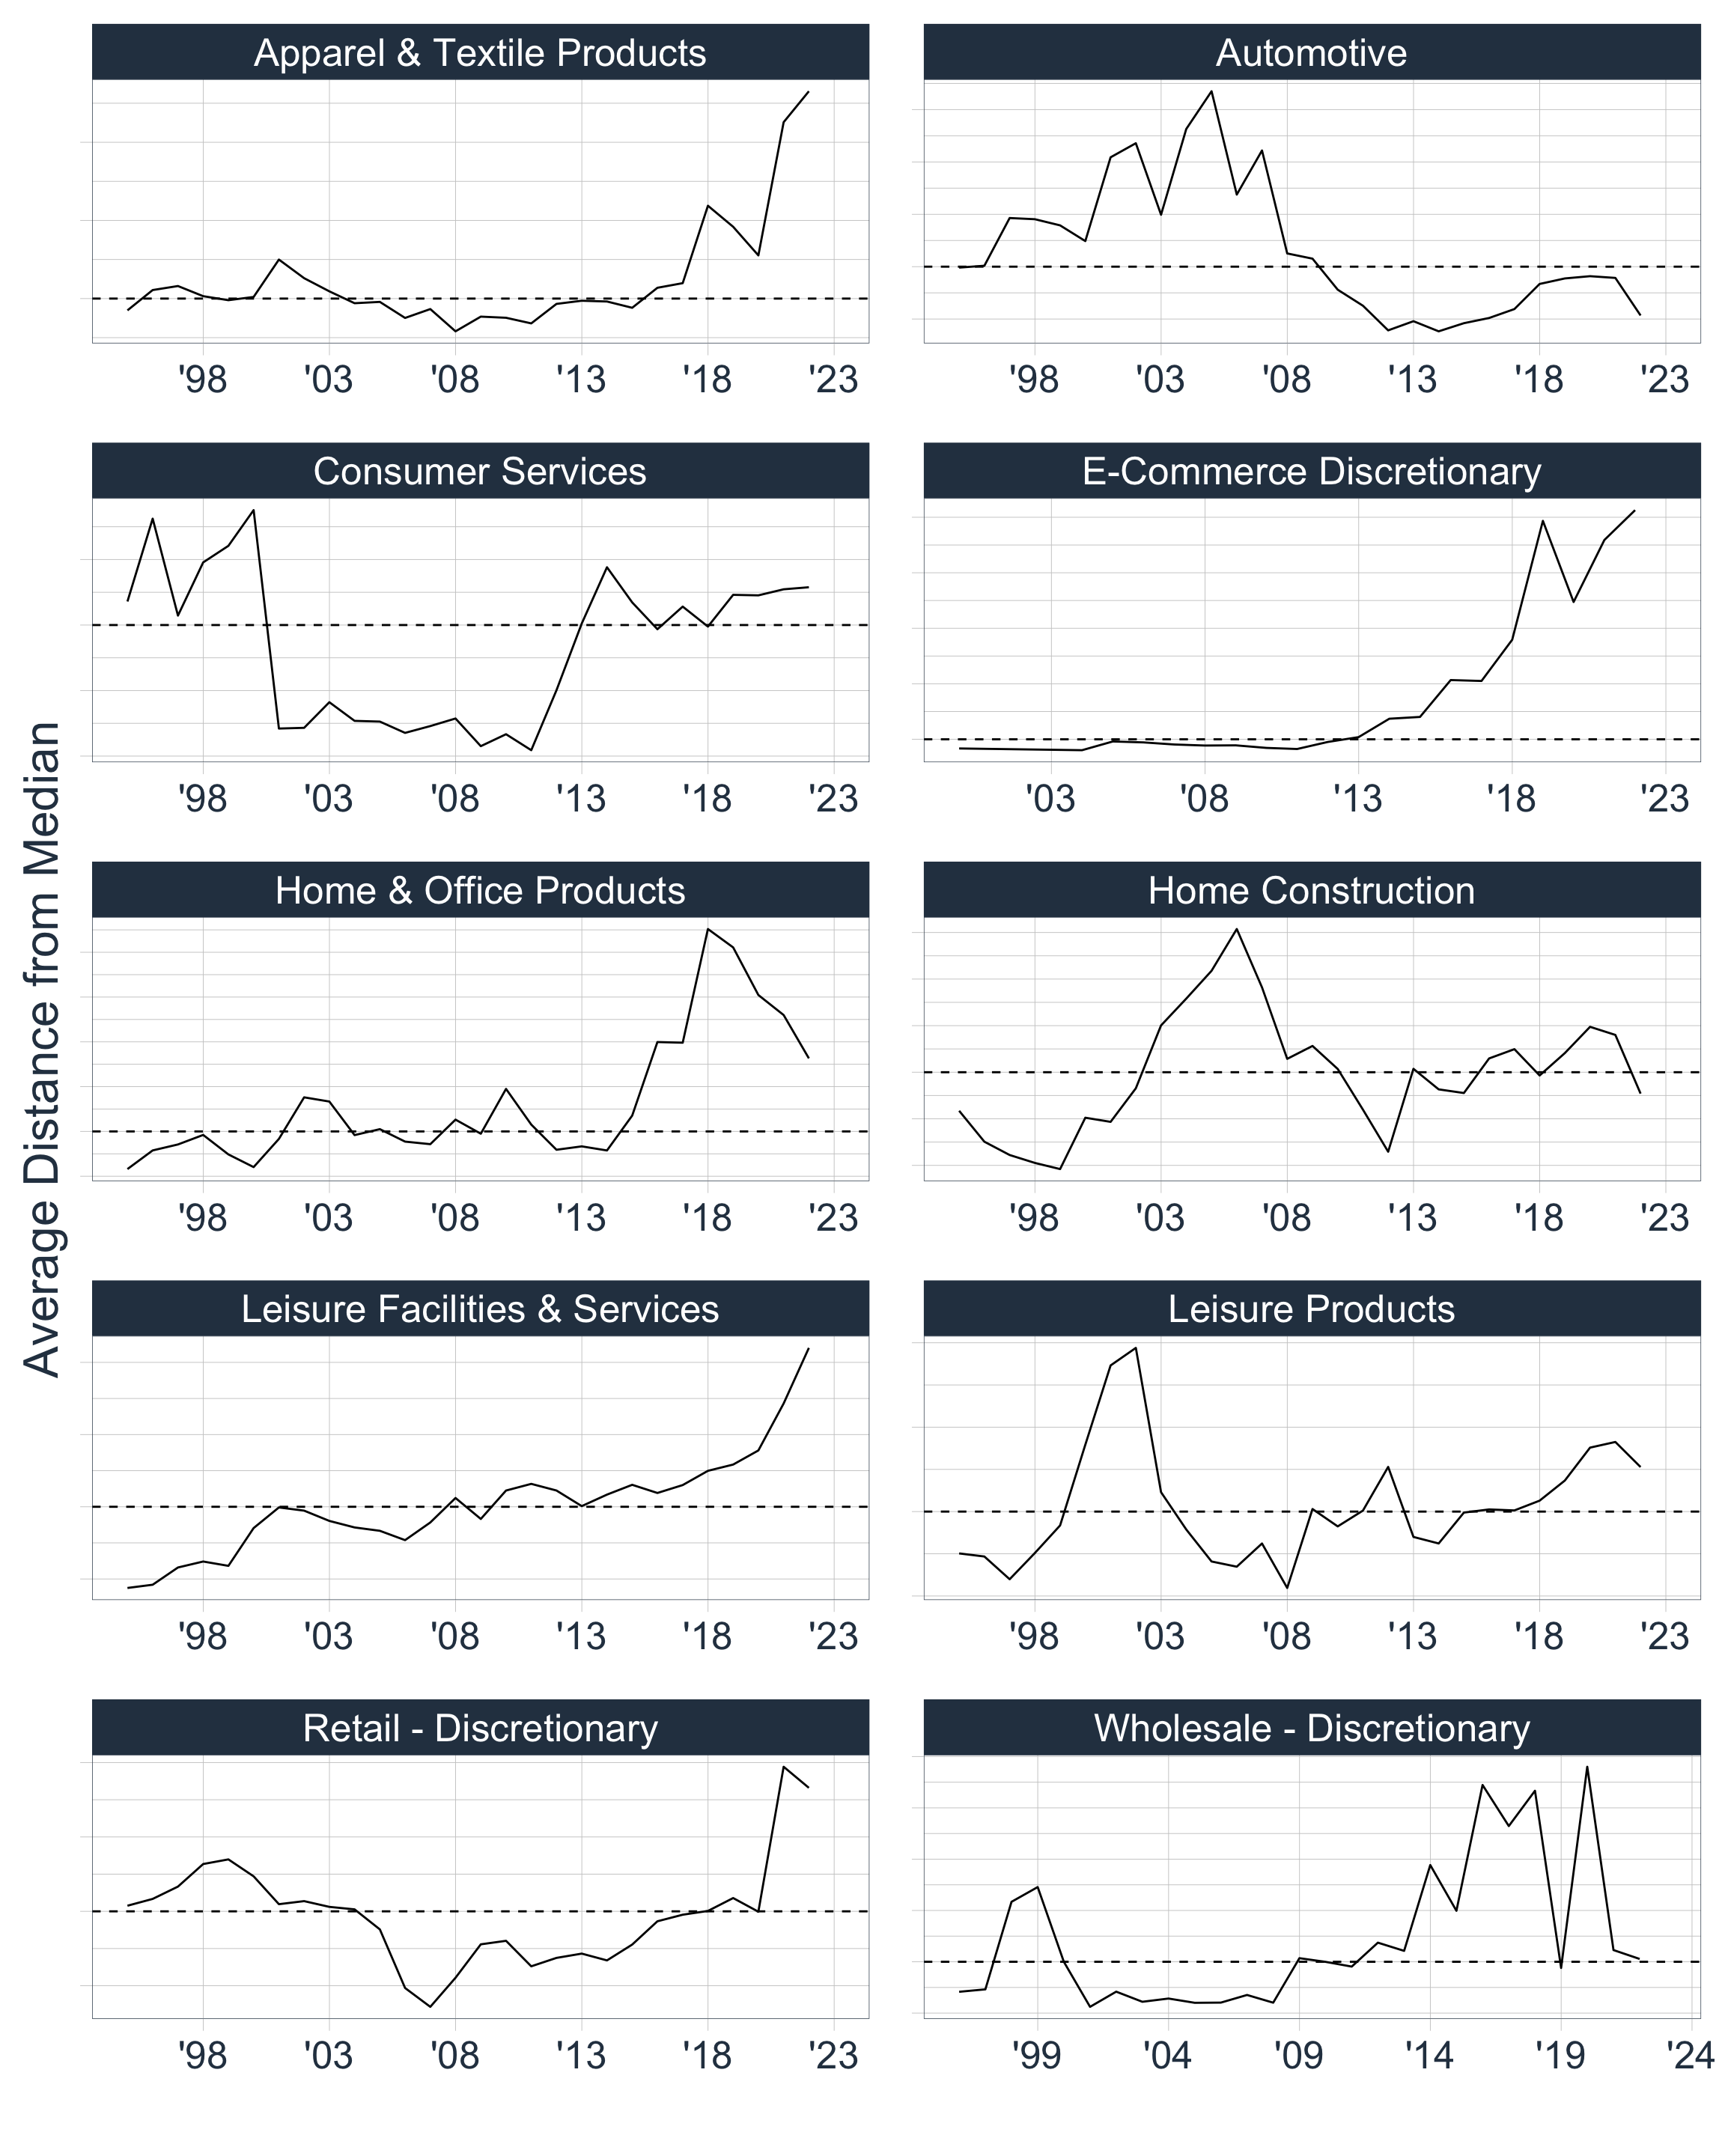 Average Distance from Median
Apparel & Textile Products
'98 '03 '08 '13 '18 '23
Automotive
'98 '03 '08 '13 '18 '23
Consumer Services
'98 '03 '08 '13 '18 '23
E-Commerce Discretionary
'03 '08 '13 '18 '23
Home & Office Products
'98 '03 '08 '13 '18 '23
Home Construction
'98 '03 '08 '13 '18 '23
Leisure Facilities & Services
'98 '03 '08 '13 '18 '23
Leisure Products
'98 '03 '08 '13 '18 '23
Retail - Discretionary
'98 '03 '08 '13 '18 '23
Wholesale - Discretionary
'99 '04 '09 '14 '19 '24